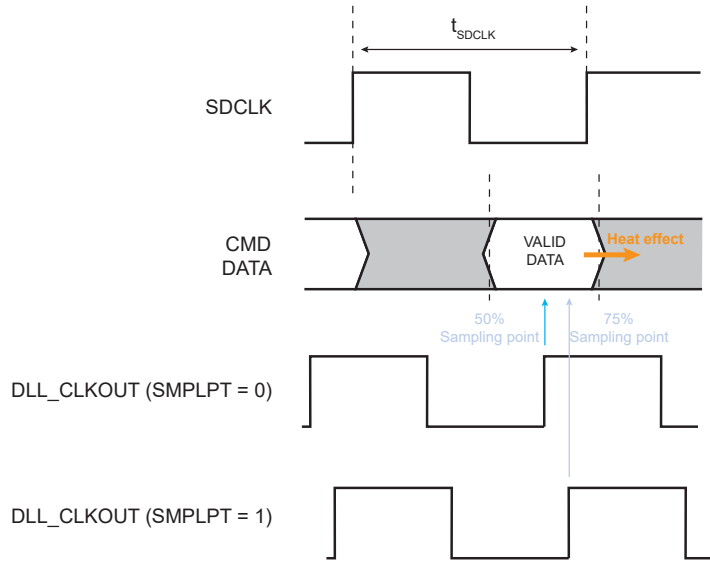 tSDCLK
SDCLK
CMD
DATA
VALID
DATA
Heat effect
50%
Sampling point
75%
Sampling point
DLL_CLKOUT (SMPLPT = 0)
DLL_CLKOUT (SMPLPT = 1)